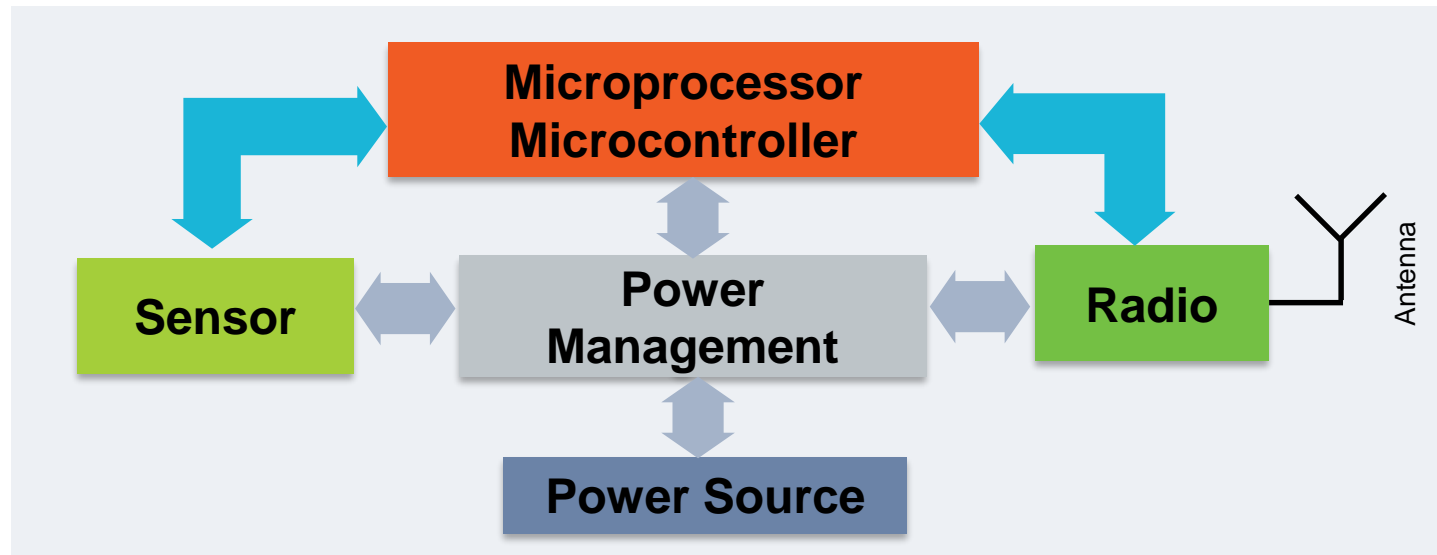 Microprocessor
Microcontroller
Sensor
Power
Management
Radio
Antenna
Power Source